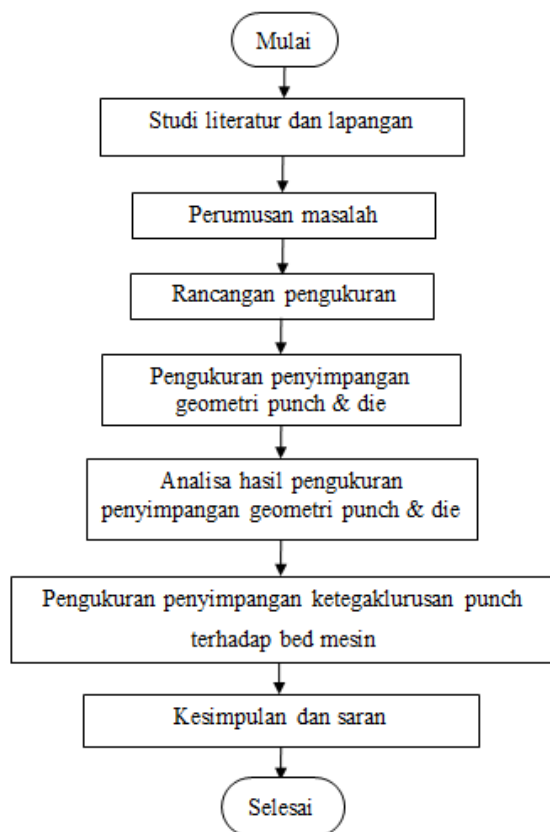 Mulai
Studi literatur dan lapangan
Perumusan masalah
Rancangan pengukuran
Pengukuran penyimpangan
geometri punch & die
Analisa hasil pengukuran
penyimpangan geometri punch & die
Pengukuran penyimpangan ketegaklurusan punch
terhadap bed mesin
Kesimpulan dan saran
Selesai